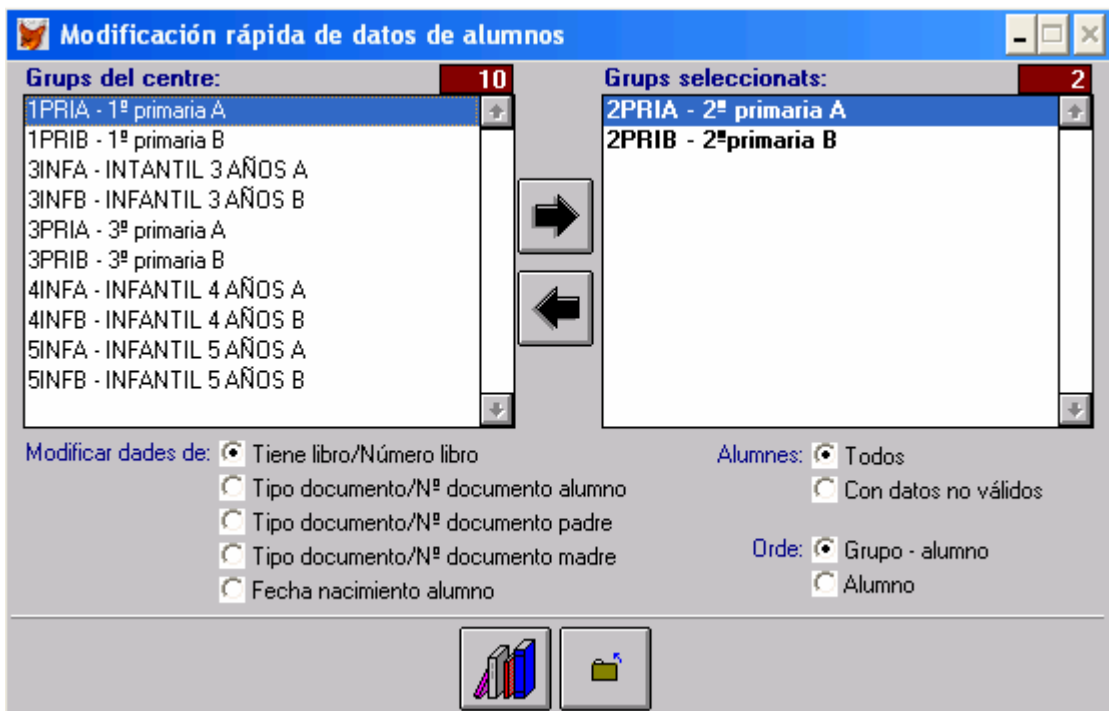 Modificación rápida de datos de alumnos
Grups del centre: 10
1PRIA - 1º primaria A
1PRIB - 1º primaria B
3INFA - INTANTIL 3 AÑOS A
3INFB - INFANTIL 3 AÑOS B
3PRIA - 3º primaria A
3PRIB - 3º primaria B
4INFA - INFANTIL 4 AÑOS A
4INFB - INFANTIL 4 AÑOS B
5INFA - INFANTIL 5 AÑOS A
5INFB - INFANTIL 5 AÑOS B
Grups seleccionats: 2
2PRIA - 2º primaria A
2PRIB - 2ºprimaria B
Modificar dades de: Tiene libro/Número libro
Tipo documento/Nº documento alumno
Tipo documento/Nº documento padre
Tipo documento/Nº documento madre
Fecha nacimiento alumno
Alumnes: Todos
Con datos no válidos
Orde: Grupo - alumno
Alumno